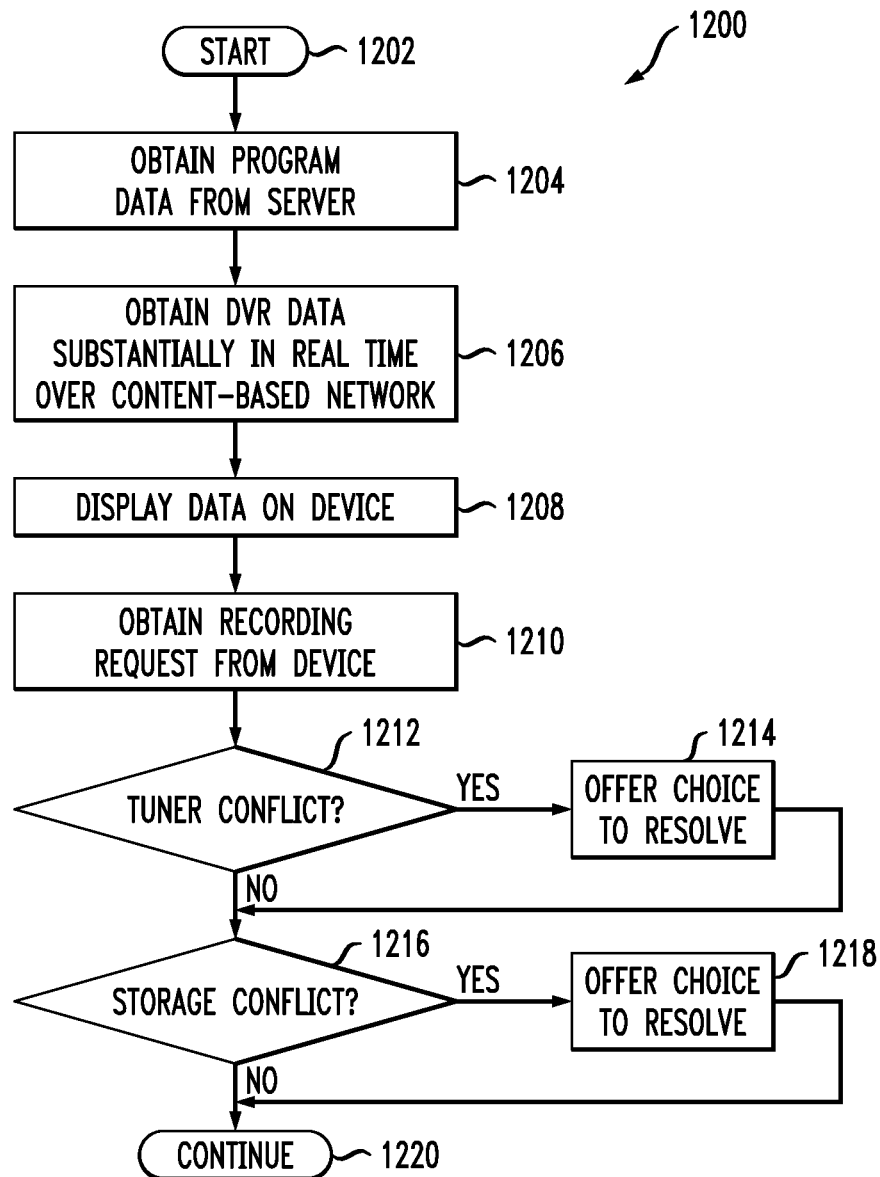 START
1202
1200
OBTAIN PROGRAM
DATA FROM SERVER
1204
OBTAIN DVR DATA
SUBSTANTIALLY IN REAL TIME
OVER CONTENT-BASED NETWORK
1206
DISPLAY DATA ON DEVICE
1208
OBTAIN RECORDING
REQUEST FROM DEVICE
1210
1212
TUNER CONFLICT?
YES
1214
OFFER CHOICE
TO RESOLVE
NO
1216
STORAGE CONFLICT?
YES
1218
OFFER CHOICE
TO RESOLVE
NO
CONTINUE
1220